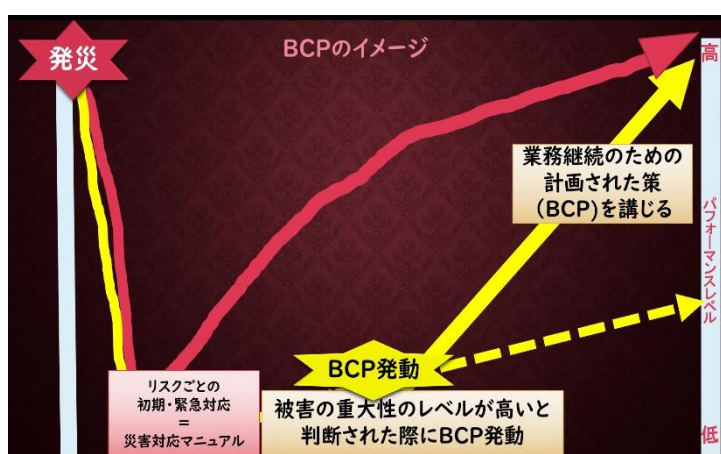 発災
BCPのイメージ
高
業務継続のための
計画された策
(BCP)を講じる
パフォーマンスレベル
BCP発動
リスクごとの
初期・緊急対応
=
災害対応マニュアル
被害の重大性のレベルが高いと
判断された際にBCP発動
低